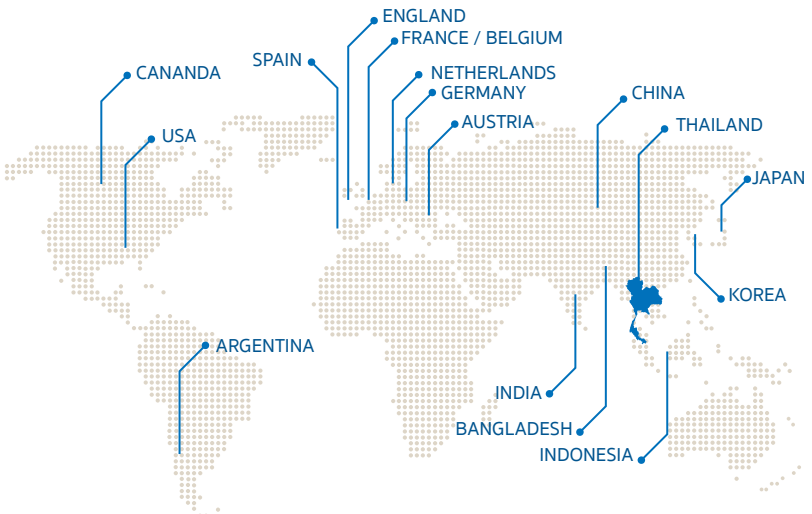 ENGLAND
FRANCE / BELGIUM
SPAIN
CANANDA
NETHERLANDS
GERMANY
CHINA
AUSTRIA
THAILAND
USA
JAPAN
KOREA
ARGENTINA
INDIA
BANGLADESH
INDONESIA